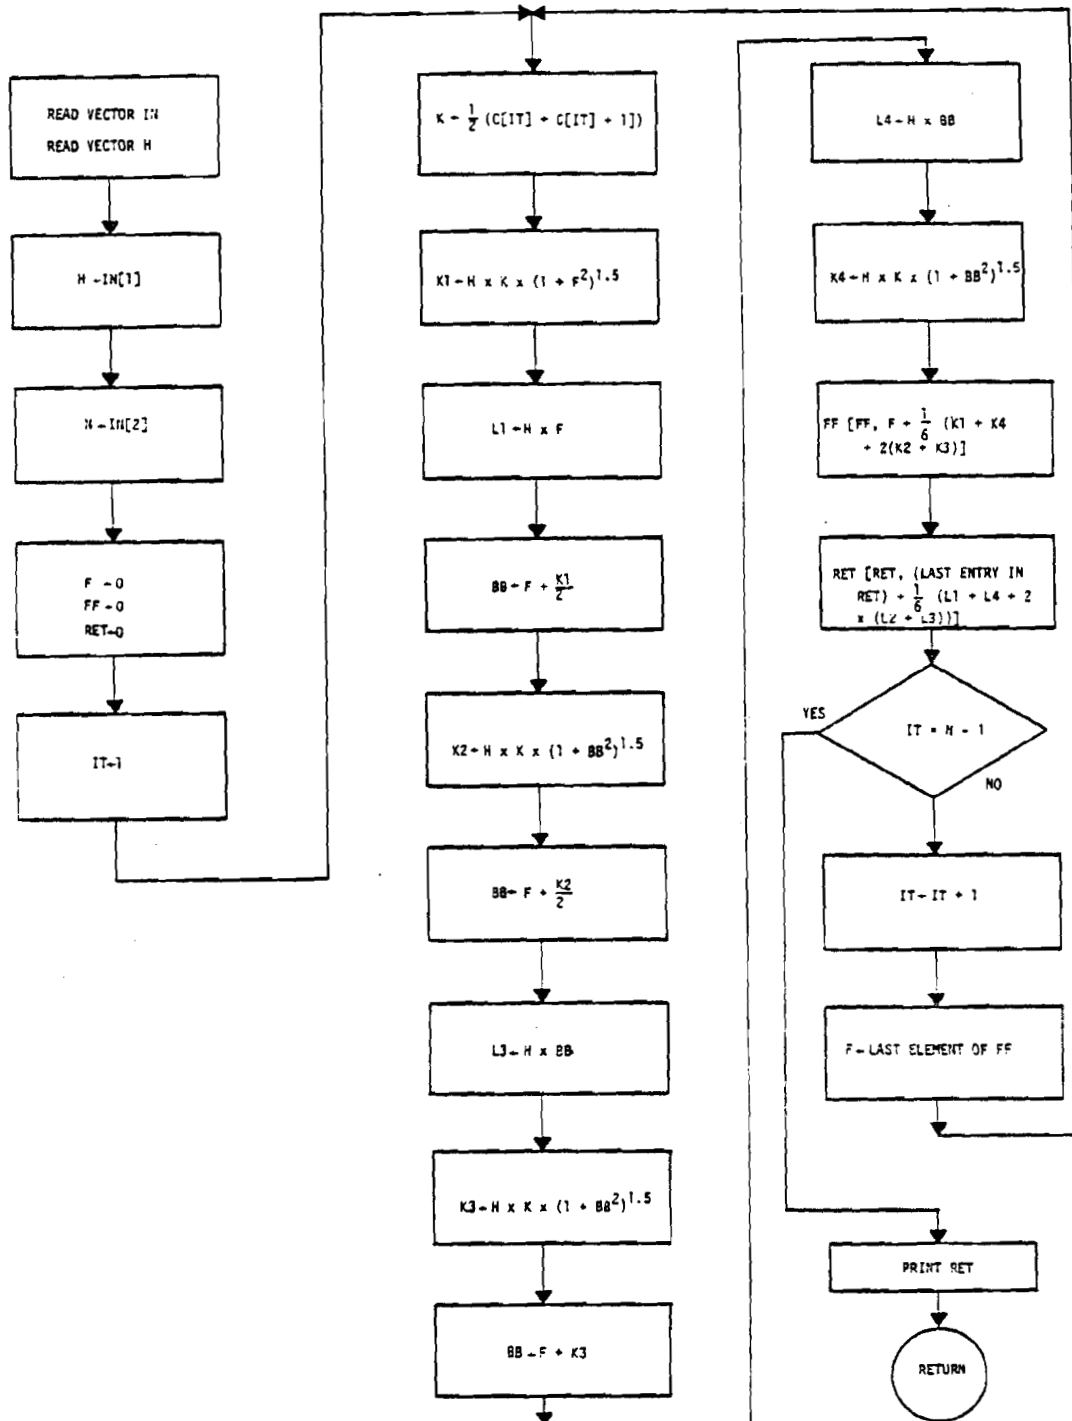 READ VECTOR IN
READ VECTOR H
H ← IN[1]
N ← IN[2]
F ← 0
FF ← 0
RET ← 0
IT ← 1
K ← 1/2 (C[IT] + C[IT] + 1])
K1 ← H x K x (1 + F²)^1.5
L1 ← H x F
BB ← F + K1/2
K2 ← H x K x (1 + BB²)^1.5
BB ← F + K2/2
L3 ← H x BB
K3 ← H x K x (1 + BB²)^1.5
BB ← F + K3
L4 ← H x BB
K4 ← H x K x (1 + BB²)^1.5
FF [FF, F + 1/6 (K1 + K4
+ 2(K2 + K3)]
RET [RET, (LAST ENTRY IN
RET) + 1/6 (L1 + L4 + 2
x (L2 + L3))]
YES
IT = N - 1
NO
IT ← IT + 1
F ← LAST ELEMENT OF FF
PRINT RET
RETURN